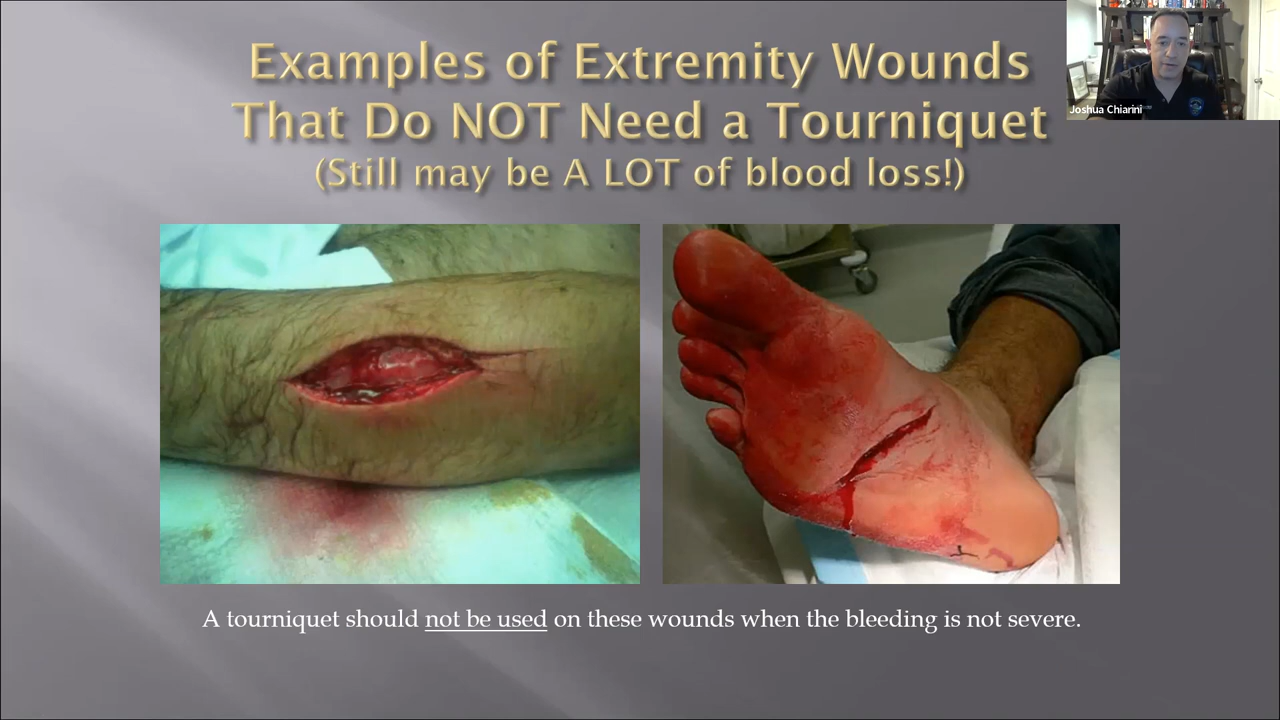 Examples of Extremity Wounds
That Do NOT Need a Tourniquet
(Still may be A LOT of blood loss!)
Joshua Chiarini
A tourniquet should not be used on these wounds when the bleeding is not severe.